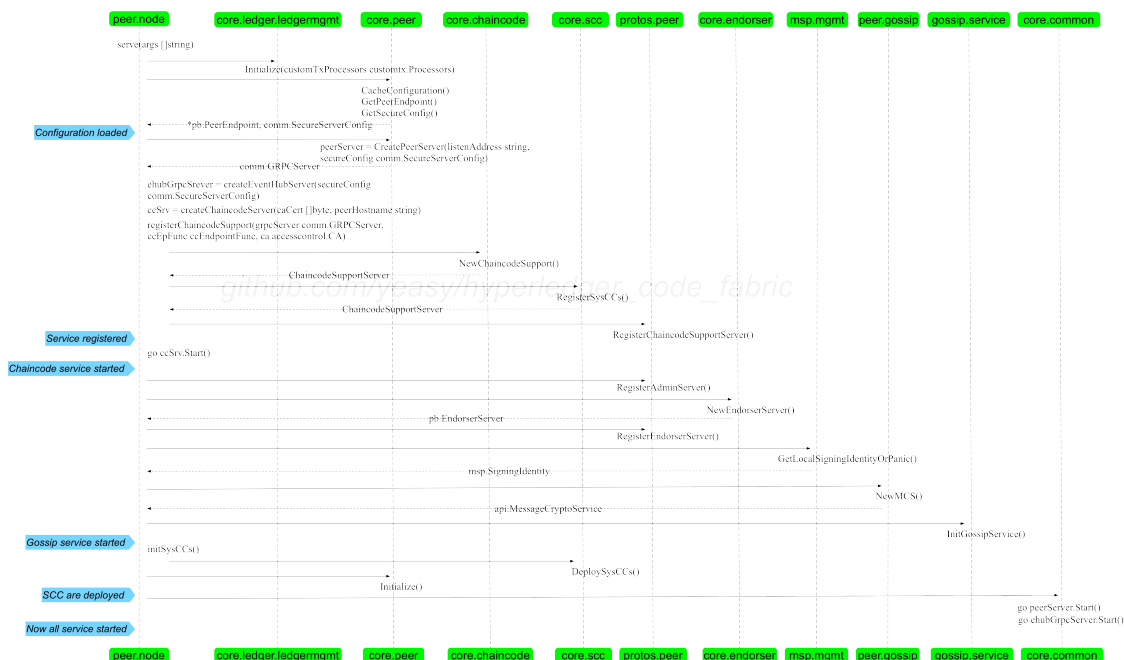 peer.node core.ledger.ledgermgmt core.peer core.chaincode core.scc protos.peer core.endorser msp.mgmt peer.gossip gossip.service core.common
serve(args []string)
Initialize(customTxProcessors customtx.Processors)
CacheConfiguration()
GetPeerEndpoint()
GetSecureConfig()
*pb.PeerEndpoint, comm.SecureServerConfig
Configuration loaded
peerServer = CreatePeerServer(listenAddress string,
secureConfig comm.SecureServerConfig)
comm.GRPCServer
ehubGrpcSrever = createEventHubServer(secureConfig
comm.SecureServerConfig)
ccSrv = createChaincodeServer(caCert []byte, peerHostname string)
registerChaincodeSupport(grpcServer comm.GRPCServer,
ccEpFunc ccEndpointFunc, ca accesscontrol.CA)
NewChaincodeSupport()
ChaincodeSupportServer
github.com/yeasy/hyperledger_code_fabric
RegisterSysCCs()
ChaincodeSupportServer
RegisterChaincodeSupportServer()
Service registered
go ccSrv.Start()
Chaincode service started
RegisterAdminServer()
NewEndorserServer()
pb.EndorserServer
RegisterEndorserServer()
GetLocalSigningIdentityOrPanic()
msp.SigningIdentity
NewMCS()
api.MessageCryptoService
InitGossipService()
Gossip service started
initSysCCs()
DeploySysCCs()
Initialize()
SCC are deployed
go peerServer.Start()
go ehubGrpcServer.Start()
Now all service started
peer.node core.ledger.ledgermgmt core.peer core.chaincode core.scc protos.peer core.endorser msp.mgmt peer.gossip gossip.service core.common